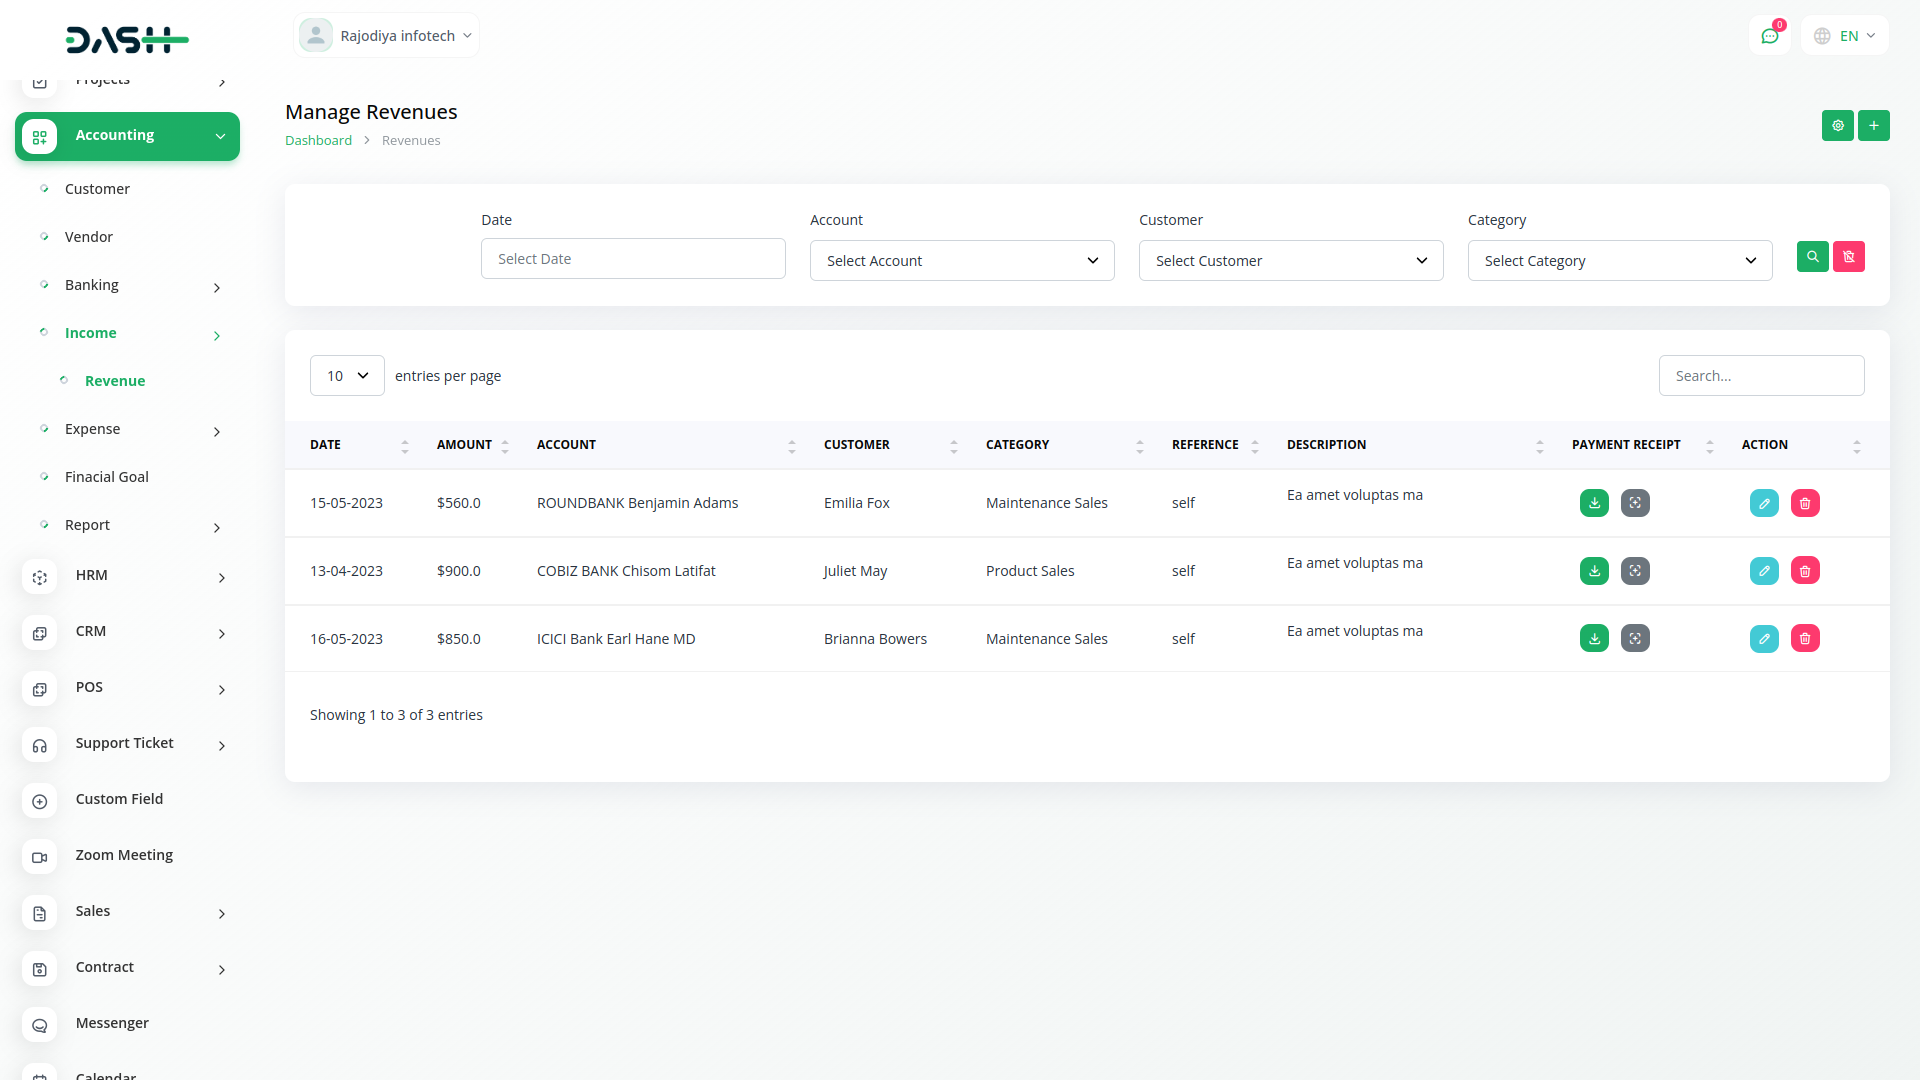 DASH
Rajodiya infotech
0
EN
Projects
Accounting
Customer
Vendor
Banking
Income
Revenue
Expense
Finacial Goal
Report
HRM
CRM
POS
Support Ticket
Custom Field
Zoom Meeting
Sales
Contract
Messenger
Calendar
Manage Revenues
Dashboard > Revenues
Date Account Customer Category
Select Date Select Account Select Customer Select Category
10 entries per page Search...
DATE AMOUNT ACCOUNT CUSTOMER CATEGORY REFERENCE DESCRIPTION PAYMENT RECEIPT ACTION
15-05-2023 $560.0 ROUNDBANK Benjamin Adams Emilia Fox Maintenance Sales self Ea amet voluptas ma
13-04-2023 $900.0 COBIZ BANK Chisom Latifat Juliet May Product Sales self Ea amet voluptas ma
16-05-2023 $850.0 ICICI Bank Earl Hane MD Brianna Bowers Maintenance Sales self Ea amet voluptas ma
Showing 1 to 3 of 3 entries